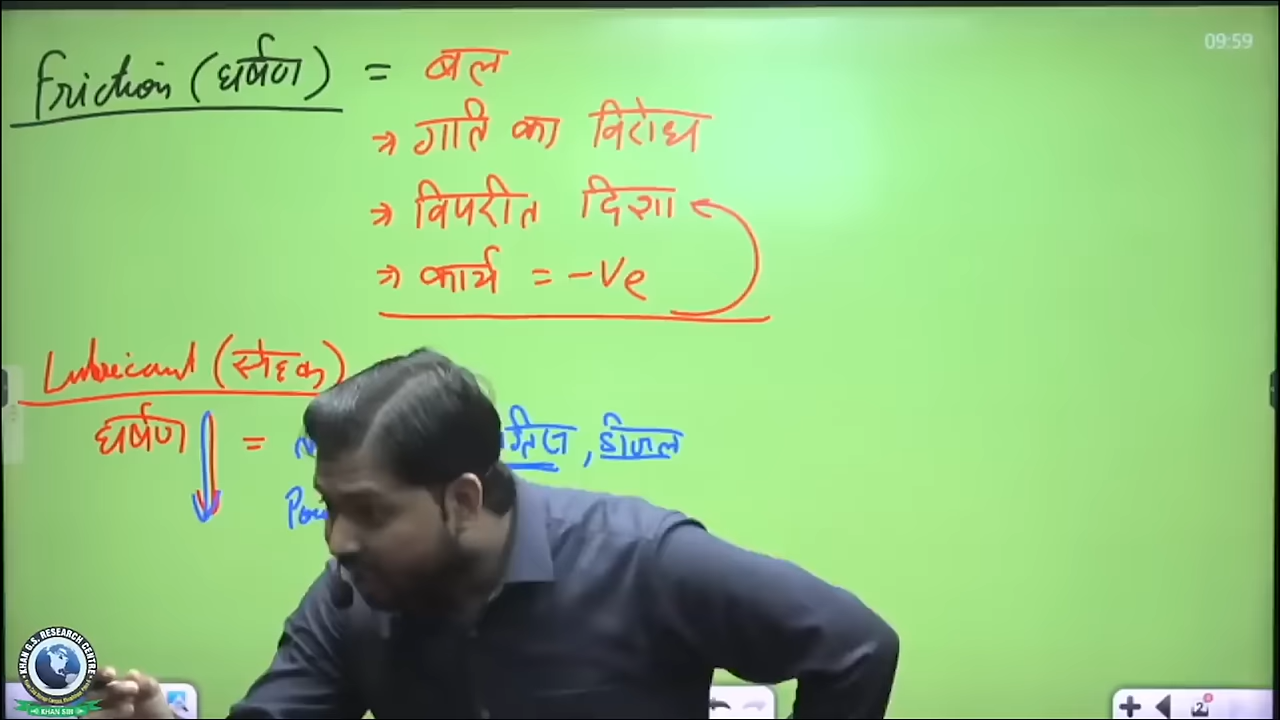 09:59
Friction (घर्षण) = बल
→ गति का विरोध
→ विपरीत दिशा
→ कार्य = -Ve
Lubricant (स्नेहक)
घर्षण ↓ = , डीजल
KHAN G.S. RESEARCH CENTRE
KHAN SIR